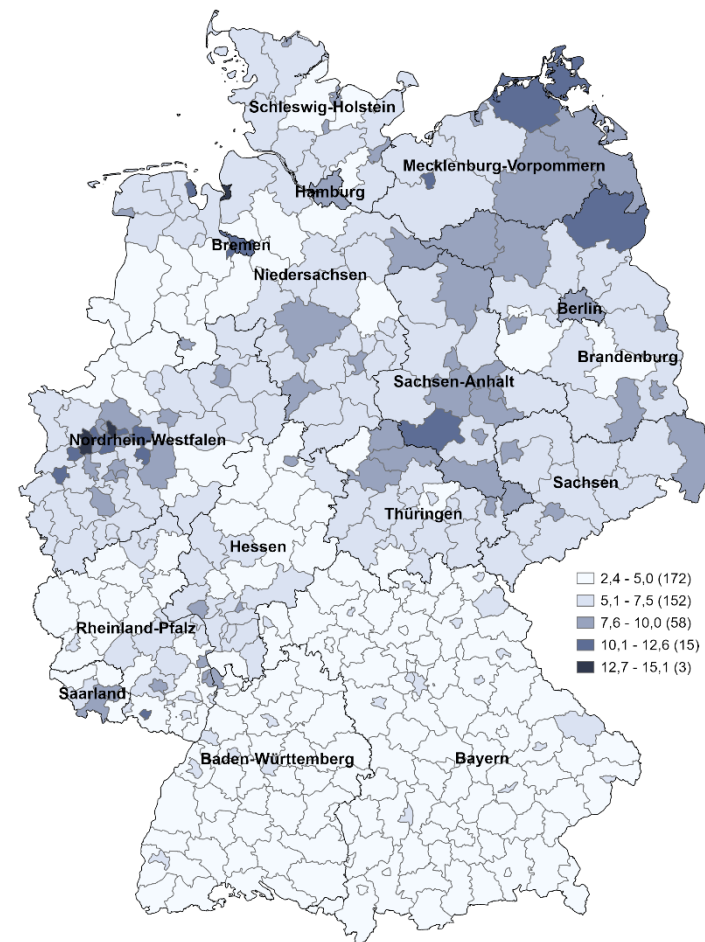 Schleswig-Holstein
Mecklenburg-Vorpommern
Hamburg
Bremen
Niedersachsen
Berlin
Brandenburg
Sachsen-Anhalt
Nordrhein-Westfalen
Sachsen
Thüringen
Hessen
2,4 - 5,0 (172)
5,1 - 7,5 (152)
7,6 - 10,0 (58)
10,1 - 12,6 (15)
12,7 - 15,1 (3)
Rheinland-Pfalz
Saarland
Baden-Württemberg
Bayern